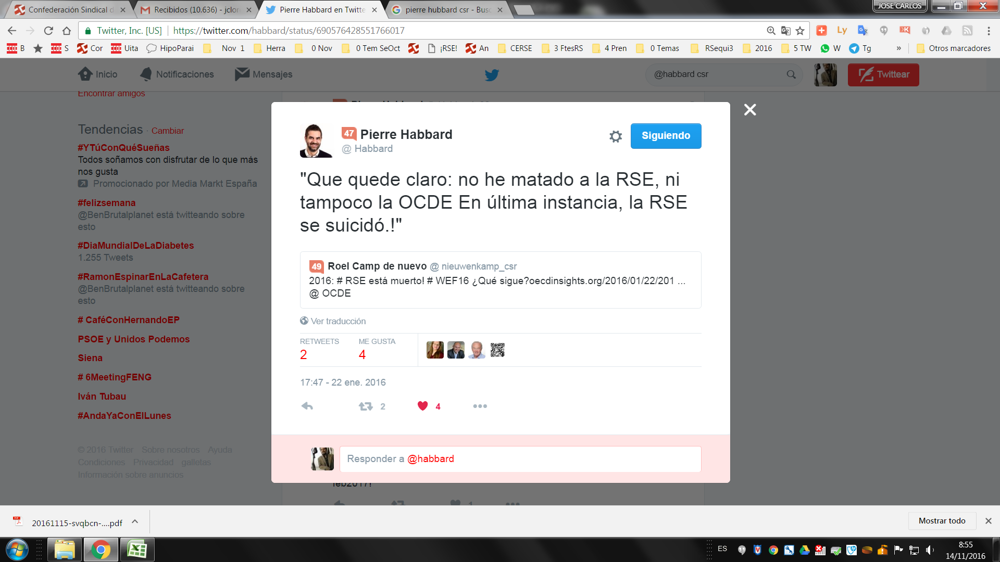 Confederación Sindical d
Recibidos (10.636) - jclor
Pierre Habbard en Twitte
pierre hubbard csr - Busc
JOSE CARLOS
Twitter, Inc. [US] https://twitter.com/habbard/status/690576428551766017
B S Cor Uita HipoParai Nov 1 Herra 0 Nov 0 Tem SeOct ¡RSE! An CERSE 3 FtesRS 4 Pren 0 Temas RSequi3 2016 5 TW W Tg » Otros marcadores
Inicio Notificaciones Mensajes @habbard csr Twittear
Encontrar amigos
Tendencias · Cambiar
#YTúConQuéSueñas
Todos soñamos con disfrutar de lo que más
nos gusta
Promocionado por Media Markt España
#felizsemana
@BenBrutalplanet está twitteando sobre
esto
#DiaMundialDeLaDiabetes
1.255 Tweets
#RamonEspinarEnLaCafetera
@BenBrutalplanet está twitteando sobre
esto
# CaféConHernandoEP
PSOE y Unidos Podemos
Siena
# 6MeetingFENG
Iván Tubau
#AndaYaConElLunes
© 2016 Twitter Sobre nosotros Ayuda
Condiciones Privacidad galletas
Información sobre anuncios
47 Pierre Habbard
@ Habbard
Siguiendo
"Que quede claro: no he matado a la RSE, ni
tampoco la OCDE En última instancia, la RSE
se suicidó.!"
49 Roel Camp de nuevo @ nieuwenkamp_csr
2016: # RSE está muerto! # WEF16 ¿Qué sigue?oecdinsights.org/2016/01/22/201 ...
@ OCDE
Ver traducción
RETWEETS ME GUSTA
2 4
17:47 - 22 ene. 2016
2 4
Responder a @habbard
feb2017!
1
20161115-svqbcn-....pdf
Mostrar todo
ES
8:55
14/11/2016